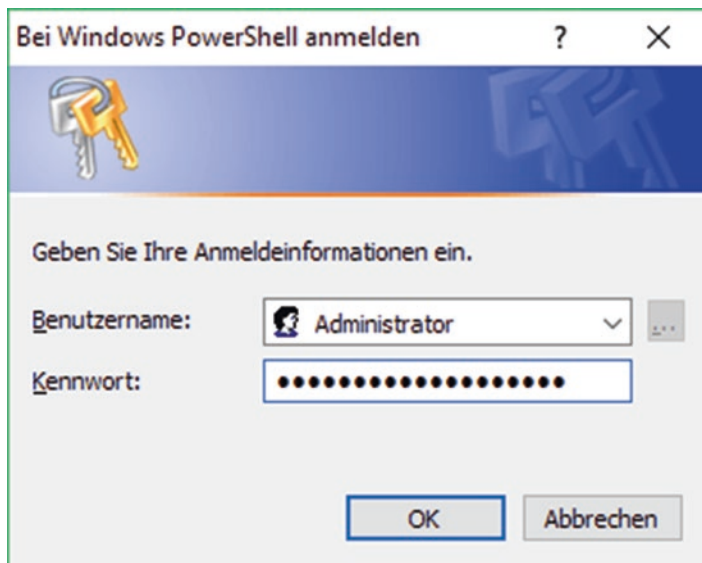 Bei Windows PowerShell anmelden ? X
Geben Sie Ihre Anmeldeinformationen ein.
Benutzername: Administrator ...
Kennwort: ••••••••••••••••••••
OK Abbrechen